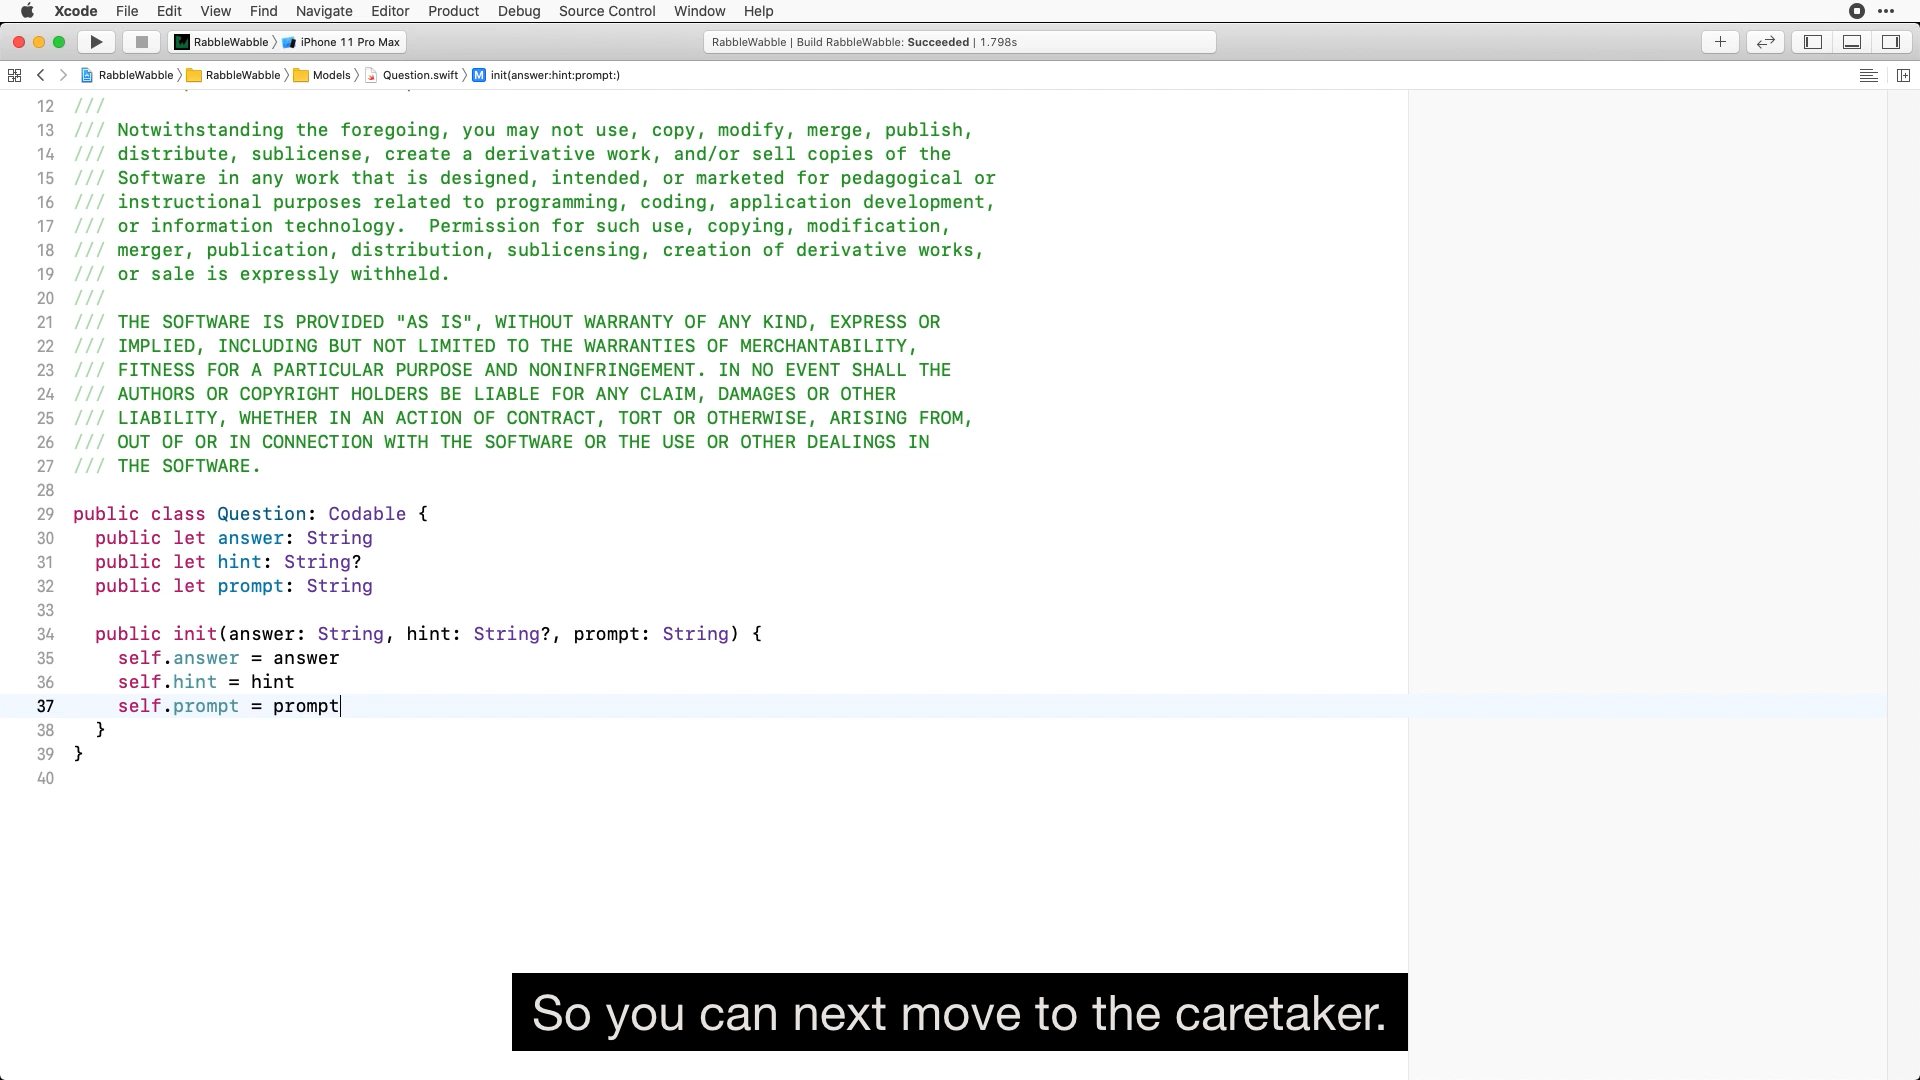 Xcode File Edit View Find Navigate Editor Product Debug Source Control Window Help
RabbleWabble iPhone 11 Pro Max RabbleWabble | Build RabbleWabble: Succeeded | 1.798s
RabbleWabble RabbleWabble Models Question.swift M init(answer:hint:prompt:)
12 ///
13 /// Notwithstanding the foregoing, you may not use, copy, modify, merge, publish,
14 /// distribute, sublicense, create a derivative work, and/or sell copies of the
15 /// Software in any work that is designed, intended, or marketed for pedagogical or
16 /// instructional purposes related to programming, coding, application development,
17 /// or information technology.  Permission for such use, copying, modification,
18 /// merger, publication, distribution, sublicensing, creation of derivative works,
19 /// or sale is expressly withheld.
20 ///
21 /// THE SOFTWARE IS PROVIDED "AS IS", WITHOUT WARRANTY OF ANY KIND, EXPRESS OR
22 /// IMPLIED, INCLUDING BUT NOT LIMITED TO THE WARRANTIES OF MERCHANTABILITY,
23 /// FITNESS FOR A PARTICULAR PURPOSE AND NONINFRINGEMENT. IN NO EVENT SHALL THE
24 /// AUTHORS OR COPYRIGHT HOLDERS BE LIABLE FOR ANY CLAIM, DAMAGES OR OTHER
25 /// LIABILITY, WHETHER IN AN ACTION OF CONTRACT, TORT OR OTHERWISE, ARISING FROM,
26 /// OUT OF OR IN CONNECTION WITH THE SOFTWARE OR THE USE OR OTHER DEALINGS IN
27 /// THE SOFTWARE.
28
29 public class Question: Codable {
30   public let answer: String
31   public let hint: String?
32   public let prompt: String
33
34   public init(answer: String, hint: String?, prompt: String) {
35     self.answer = answer
36     self.hint = hint
37     self.prompt = prompt
38   }
39 }
40
So you can next move to the caretaker.